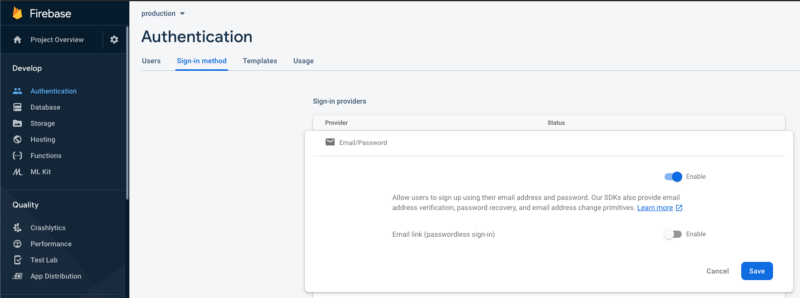 Firebase
Project Overview
Develop
Authentication
Database
Storage
Hosting
Functions
ML Kit
Quality
Crashlytics
Performance
Test Lab
App Distribution
production
Authentication
Users Sign-in method Templates Usage
Sign-in providers
Provider Status
Email/Password
Enable
Allow users to sign up using their email address and password. Our SDKs also provide email
address verification, password recovery, and email address change primitives. Learn more
Email link (passwordless sign-in) Enable
Cancel Save